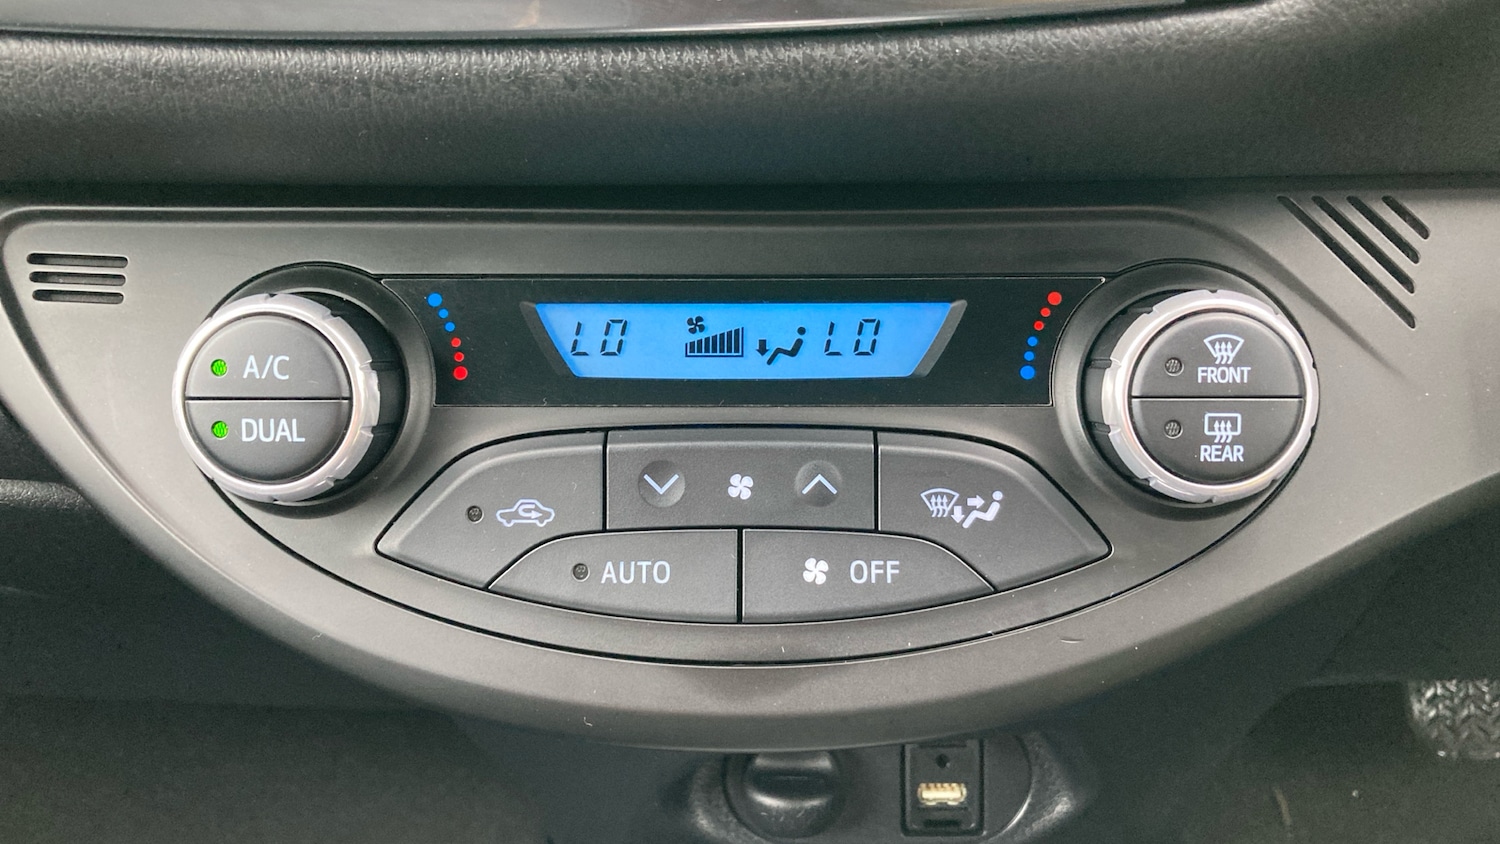 LO LO
A/C
DUAL
FRONT
REAR
AUTO
OFF